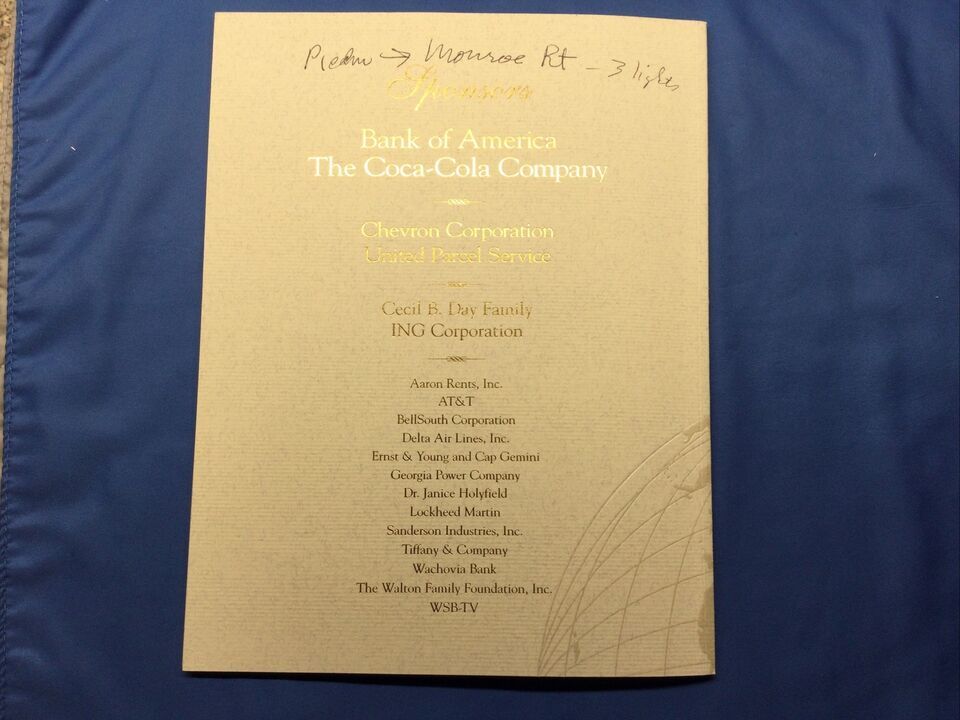 Piedm → Monroe Rt – 3 lights
Sponsors
Bank of America
The Coca-Cola Company
Chevron Corporation
United Parcel Service
Cecil B. Day Family
ING Corporation
Aaron Rents, Inc.
AT&T
BellSouth Corporation
Delta Air Lines, Inc.
Ernst & Young and Cap Gemini
Georgia Power Company
Dr. Janice Holyfield
Lockheed Martin
Sanderson Industries, Inc.
Tiffany & Company
Wachovia Bank
The Walton Family Foundation, Inc.
WSB-TV